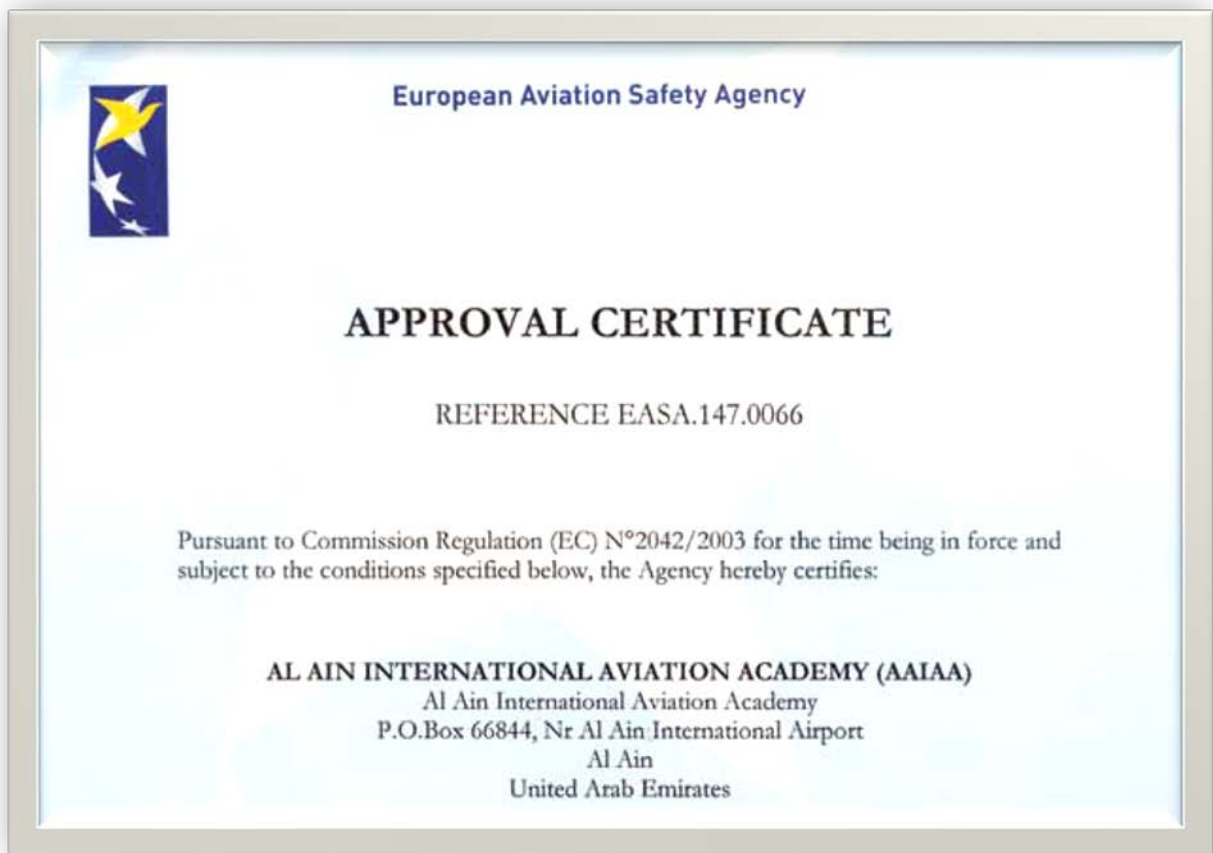 European Aviation Safety Agency
APPROVAL CERTIFICATE
REFERENCE EASA.147.0066
Pursuant to Commission Regulation (EC) N°2042/2003 for the time being in force and
subject to the conditions specified below, the Agency hereby certifies:
AL AIN INTERNATIONAL AVIATION ACADEMY (AAIAA)
Al Ain International Aviation Academy
P.O.Box 66844, Nr Al Ain International Airport
Al Ain
United Arab Emirates